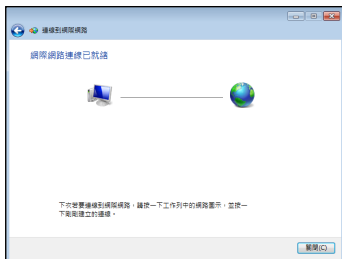 連線到網際網路
網際網路連線已就緒
下次若要連線到網際網路，請按一下工作列中的網路圖示，並按一
下剛剛建立的連線。
關閉(C)